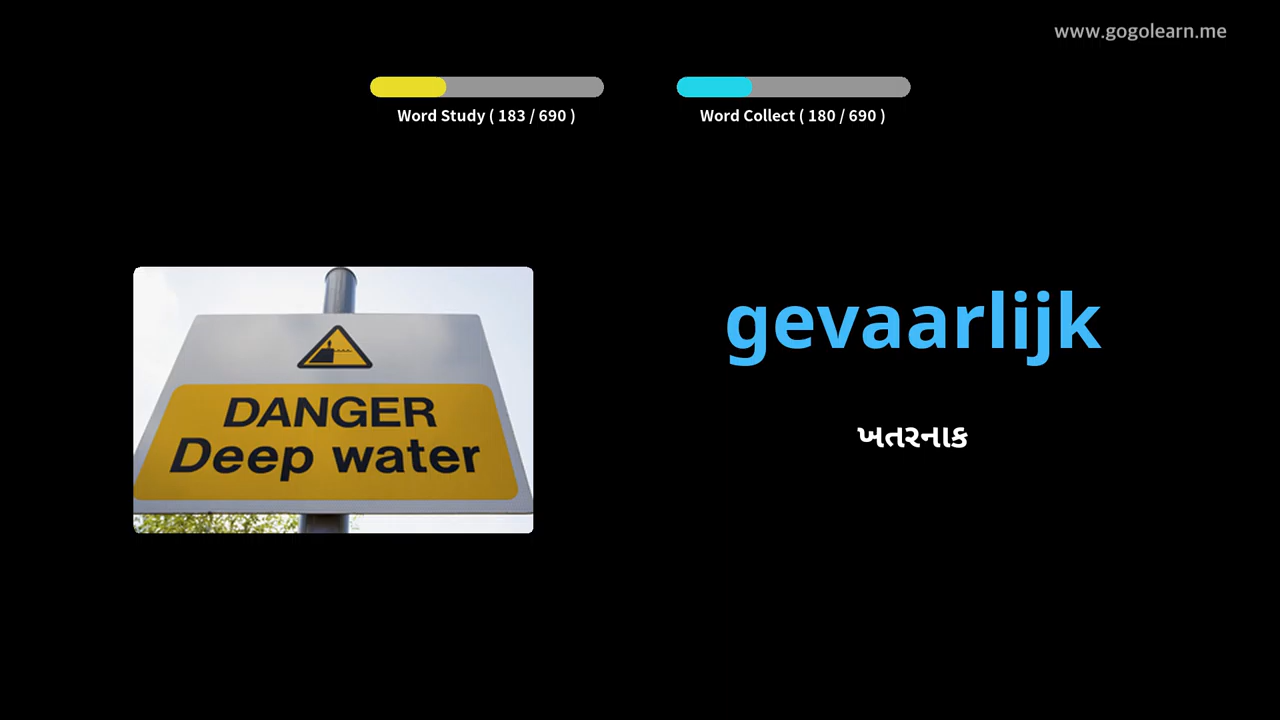 www.gogolearn.me
Word Study ( 183 / 690 )
Word Collect ( 180 / 690 )
DANGER
Deep water
gevaarlijk
ખતરનાક